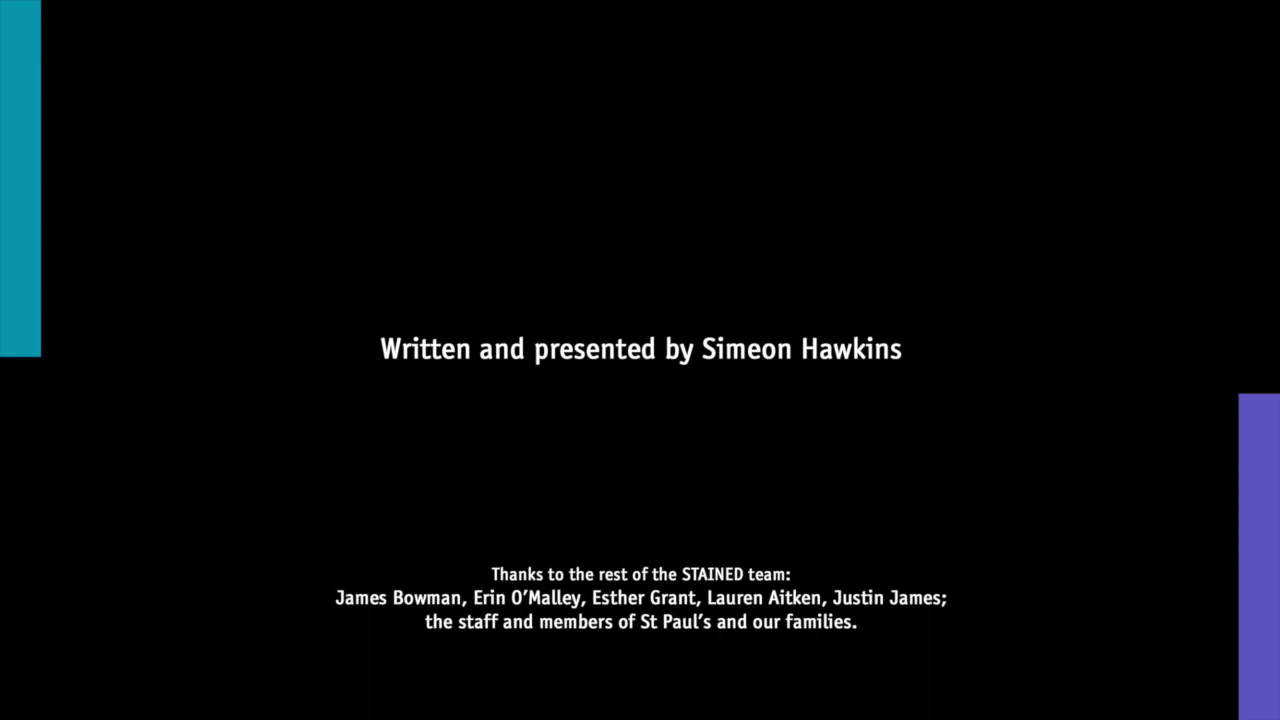 Written and presented by Simeon Hawkins
Thanks to the rest of the STAINED team:
James Bowman, Erin O’Malley, Esther Grant, Lauren Aitken, Justin James;
the staff and members of St Paul’s and our families.